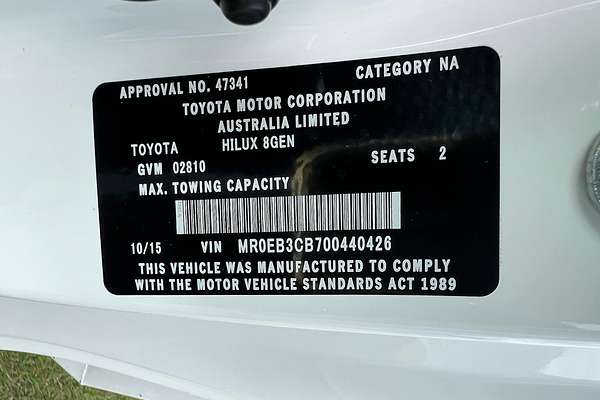 APPROVAL NO. 47341 CATEGORY NA
TOYOTA MOTOR CORPORATION
AUSTRALIA LIMITED
TOYOTA HILUX 8GEN
GVM 02810 SEATS 2
MAX. TOWING CAPACITY
10/15 VIN MR0EB3CB700440426
THIS VEHICLE WAS MANUFACTURED TO COMPLY
WITH THE MOTOR VEHICLE STANDARDS ACT 1989